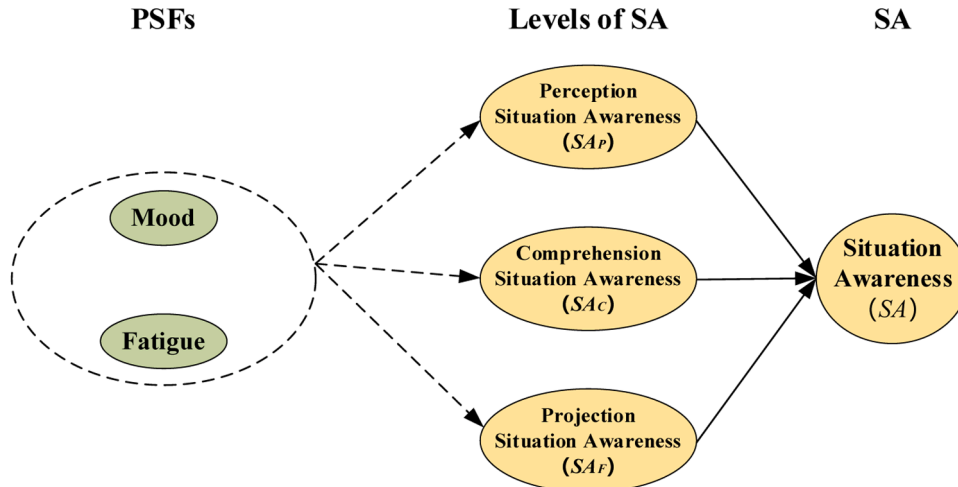 PSFs
Levels of SA
SA
Perception
Situation Awareness
(SAP)
Mood
Comprehension
Situation Awareness
(SAC)
Situation
Awareness
(SA)
Fatigue
Projection
Situation Awareness
(SAF)